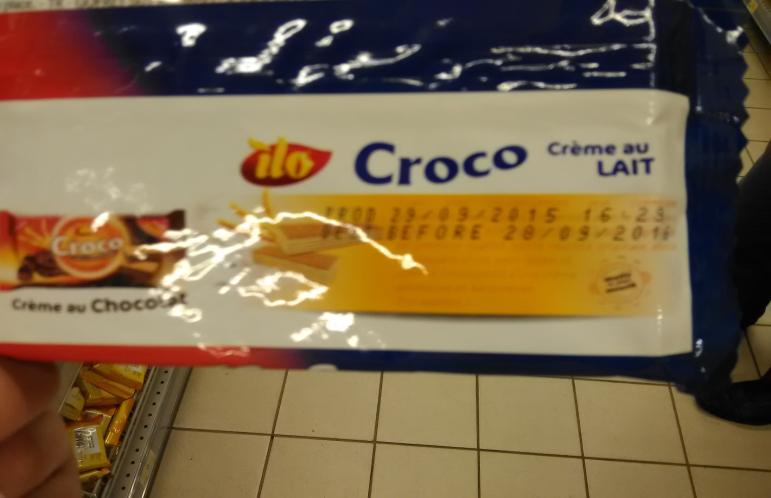 ilo
Croco
Crème au
LAIT
PROD 29/09/2015 16:23
BEST BEFORE 28/09/2016
Croco
Crème au Chocolat